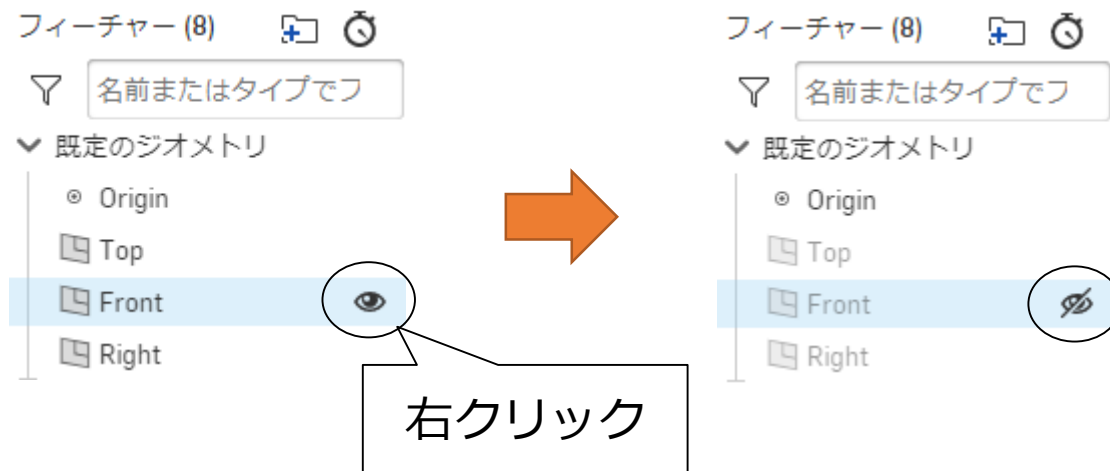 フィーチャー (8)
名前またはタイプでフ
既定のジオメトリ
Origin
Top
Front
Right
右クリック
フィーチャー (8)
名前またはタイプでフ
既定のジオメトリ
Origin
Top
Front
Right